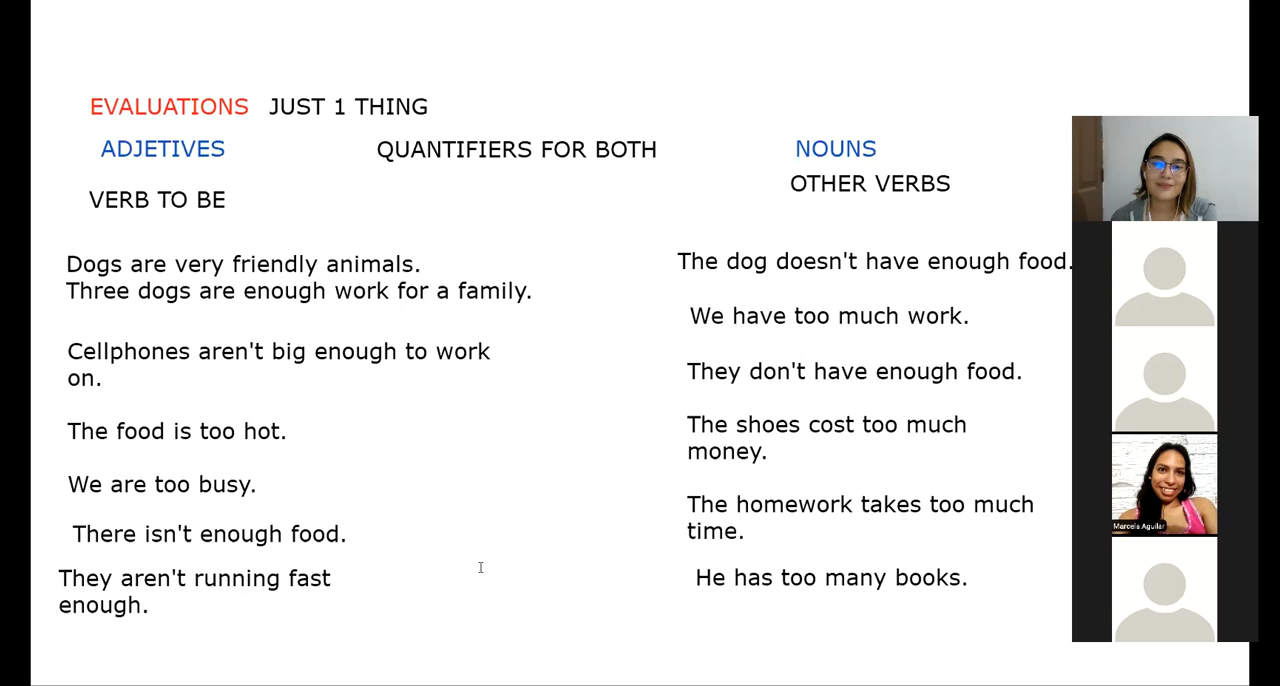 EVALUATIONS JUST 1 THING
ADJETIVES QUANTIFIERS FOR BOTH NOUNS
VERB TO BE
OTHER VERBS
Dogs are very friendly animals.
Three dogs are enough work for a family.
Cellphones aren't big enough to work
on.
The food is too hot.
We are too busy.
There isn't enough food.
They aren't running fast
enough.
The dog doesn't have enough food.
We have too much work.
They don't have enough food.
The shoes cost too much
money.
The homework takes too much
time.
He has too many books.
Marcela Aguilar